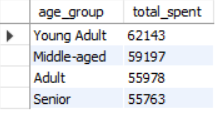 age_group total_spent
Young Adult 62143
Middle-aged 59197
Adult 55978
Senior 55763